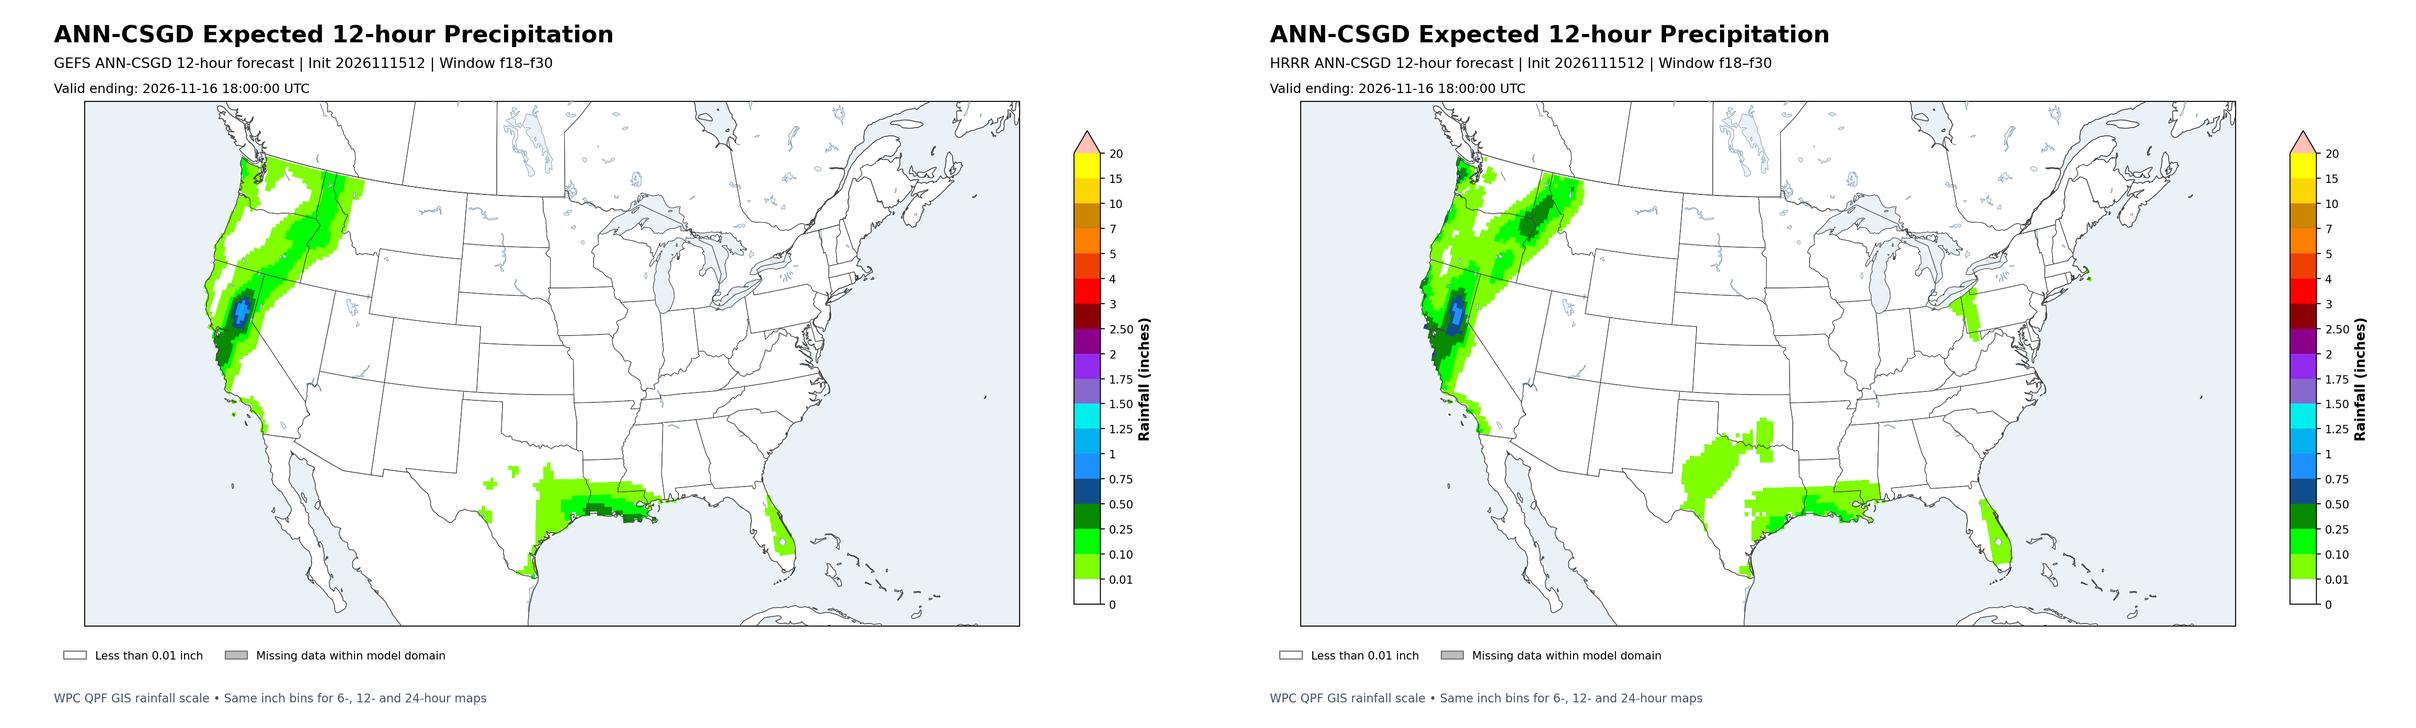 ANN-CSGD Expected 12-hour Precipitation
GEFS ANN-CSGD 12-hour forecast | Init 2026111512 | Window f18–f30
Valid ending: 2026-11-16 18:00:00 UTC
20
15
10
7
5
4
3
2.50
2
1.75
1.50
1.25
1
0.75
0.50
0.25
0.10
0.01
0
Rainfall (inches)
Less than 0.01 inch
Missing data within model domain
WPC QPF GIS rainfall scale • Same inch bins for 6-, 12- and 24-hour maps
ANN-CSGD Expected 12-hour Precipitation
HRRR ANN-CSGD 12-hour forecast | Init 2026111512 | Window f18–f30
Valid ending: 2026-11-16 18:00:00 UTC
20
15
10
7
5
4
3
2.50
2
1.75
1.50
1.25
1
0.75
0.50
0.25
0.10
0.01
0
Rainfall (inches)
Less than 0.01 inch
Missing data within model domain
WPC QPF GIS rainfall scale • Same inch bins for 6-, 12- and 24-hour maps